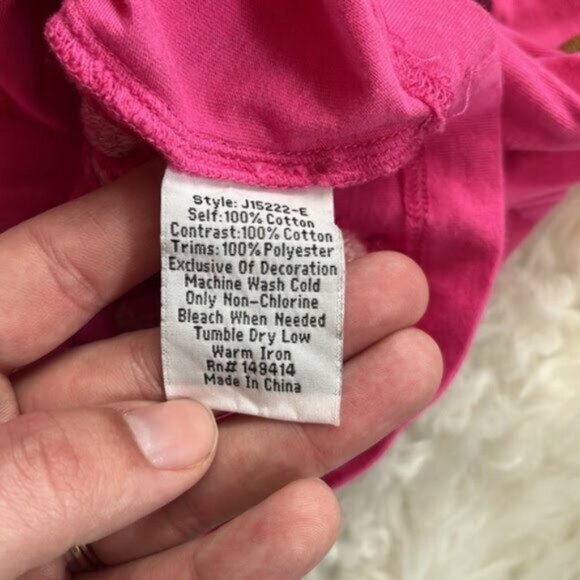 Style: J15222-E
Self:100% Cotton
Contrast:100% Cotton
Trims:100% Polyester
Exclusive Of Decoration
Machine Wash Cold
Only Non-Chlorine
Bleach When Needed
Tumble Dry Low
Warm Iron
Rn# 149414
Made In China